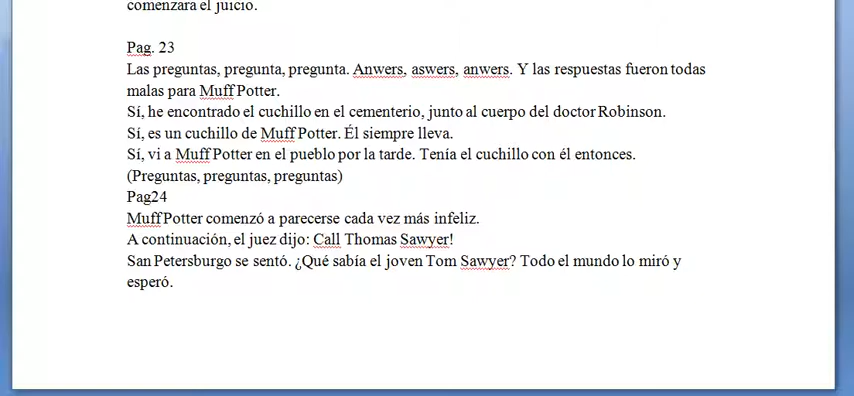 comenzara el juicio.
Pag. 23
Las preguntas, pregunta, pregunta. Anwers, aswers, anwers. Y las respuestas fueron todas
malas para Muff Potter.
Sí, he encontrado el cuchillo en el cementerio, junto al cuerpo del doctor Robinson.
Sí, es un cuchillo de Muff Potter. Él siempre lleva.
Sí, vi a Muff Potter en el pueblo por la tarde. Tenía el cuchillo con él entonces.
(Preguntas, preguntas, preguntas)
Pag24
Muff Potter comenzó a parecerse cada vez más infeliz.
A continuación, el juez dijo: Call Thomas Sawyer!
San Petersburgo se sentó. ¿Qué sabía el joven Tom Sawyer? Todo el mundo lo miró y
esperó.